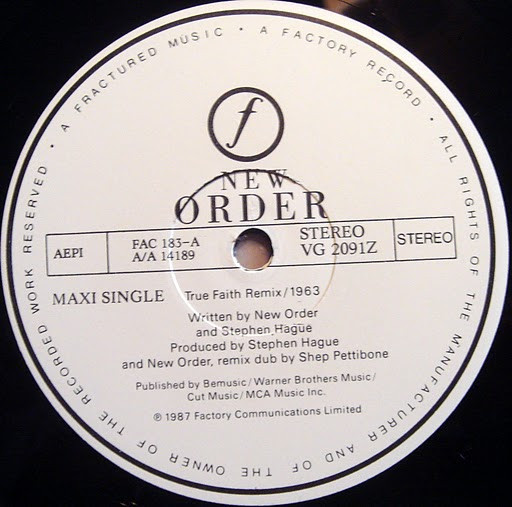 A FRACTURED MUSIC · A FACTORY RECORD · ALL RIGHTS OF THE MANUFACTURER AND OF THE OWNER OF THE RECORDED WORK RESERVED ·
f
NEW
ORDER
AEPI
FAC 183-A
A/A 14189
STEREO
VG 2091Z
STEREO
MAXI SINGLE True Faith Remix/1963
Written by New Order
and Stephen Hague
Produced by Stephen Hague
and New Order, remix dub by Shep Pettibone
Published by Bemusic/Warner Brothers Music/
Cut Music/MCA Music Inc.
℗ 1987 Factory Communications Limited